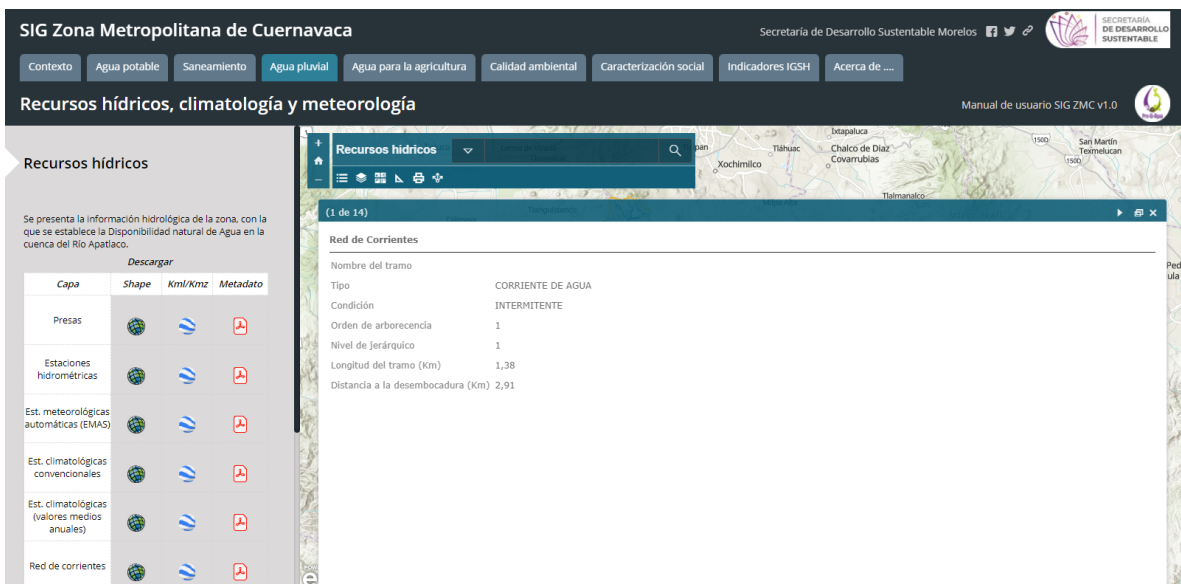 SIG Zona Metropolitana de Cuernavaca
Secretaría de Desarrollo Sustentable Morelos
SECRETARÍA
DE DESARROLLO
SUSTENTABLE
Contexto
Agua potable
Saneamiento
Agua pluvial
Agua para la agricultura
Calidad ambiental
Caracterización social
Indicadores IGSH
Acerca de ....
Recursos hídricos, climatología y meteorología
Manual de usuario SIG ZMC v1.0
Recursos hídricos
Se presenta la información hidrológica de la zona, con la
que se establece la Disponibilidad natural de Agua en la
cuenca del Río Apatlaco.
Descargar
Capa Shape Kml/Kmz Metadato
Presas
Estaciones
hidrométricas
Est. meteorológicas
automáticas (EMAS)
Est. climatológicas
convencionales
Est. climatológicas
(valores medios
anuales)
Red de corrientes
Recursos hidricos
pan
Xochimilco
Tláhuac
Ixtapaluca
Chalco de Diaz
Covarrubias
Tlalmanalco
150D
San Martín
Texmelucan
150D
(1 de 14)
Red de Corrientes
Nombre del tramo
Tipo CORRIENTE DE AGUA
Condición INTERMITENTE
Orden de arborecencia 1
Nivel de Jerárquico 1
Longitud del tramo (Km) 1,38
Distancia a la desembocadura (Km) 2,91
Ped
ula